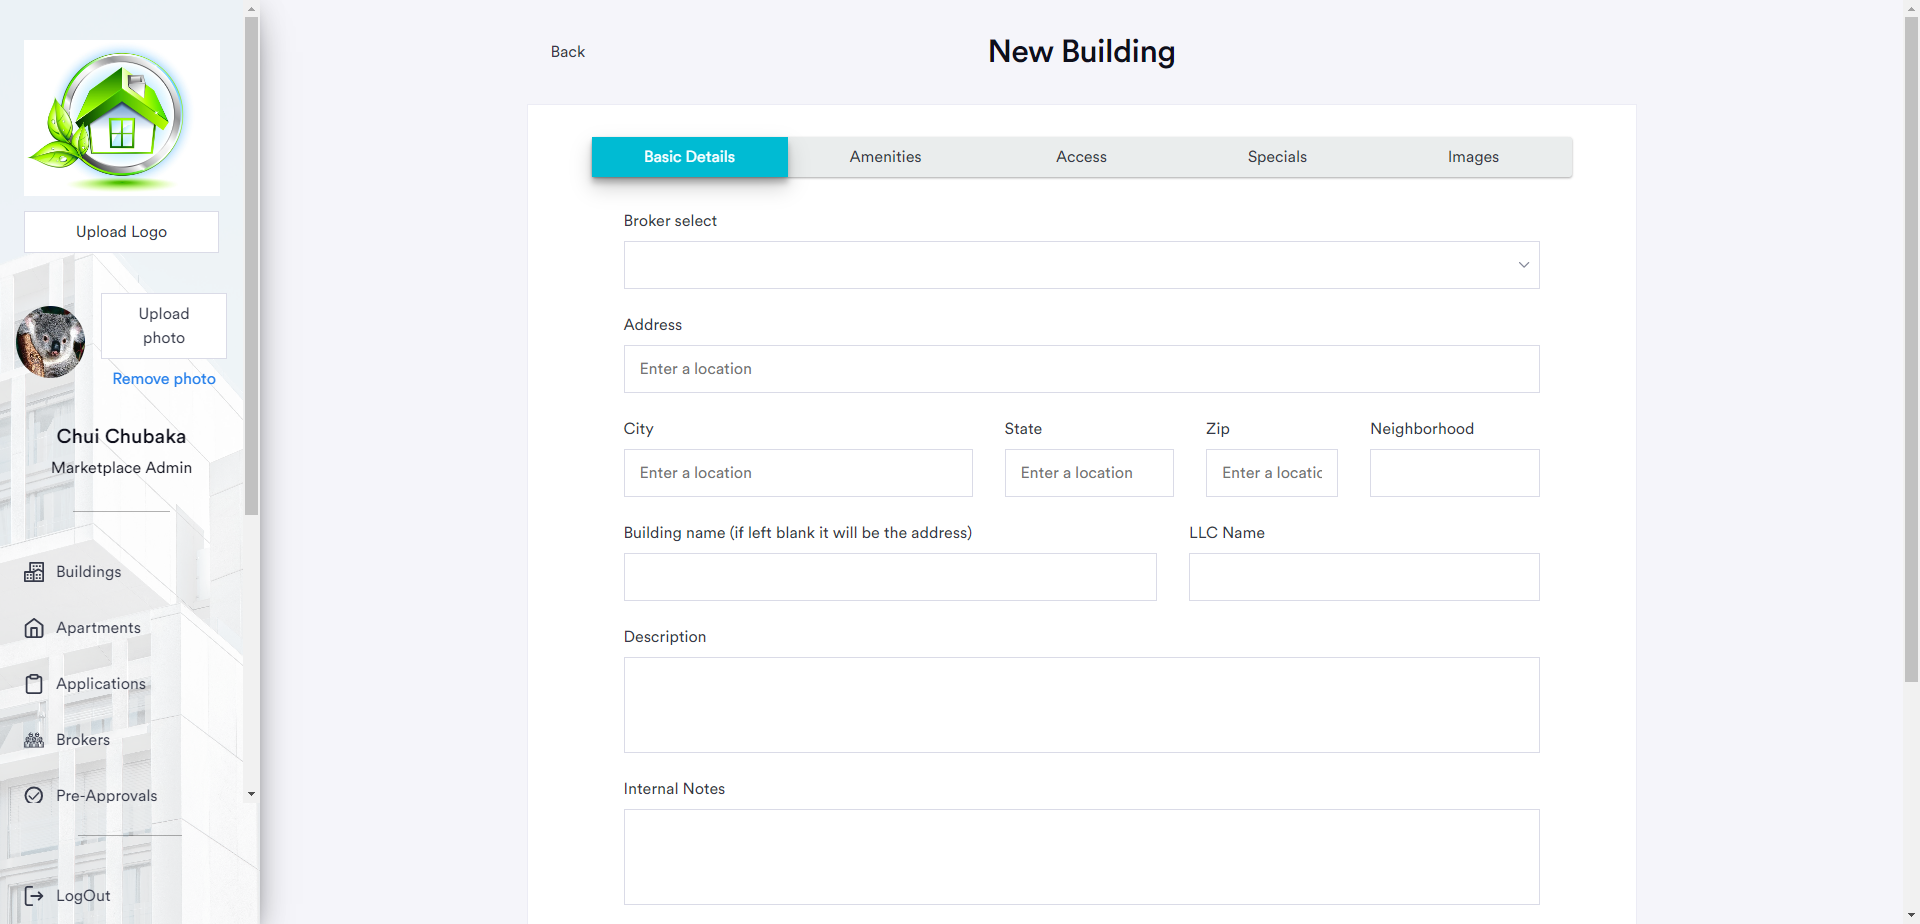 Upload Logo
Upload
photo
Remove photo
Chui Chubaka
Marketplace Admin
Buildings
Apartments
Applications
Brokers
Pre-Approvals
LogOut
Back
New Building
Basic Details
Amenities
Access
Specials
Images
Broker select
Address
Enter a location
City
State
Zip
Neighborhood
Enter a location
Enter a location
Enter a locatic
Building name (if left blank it will be the address)
LLC Name
Description
Internal Notes